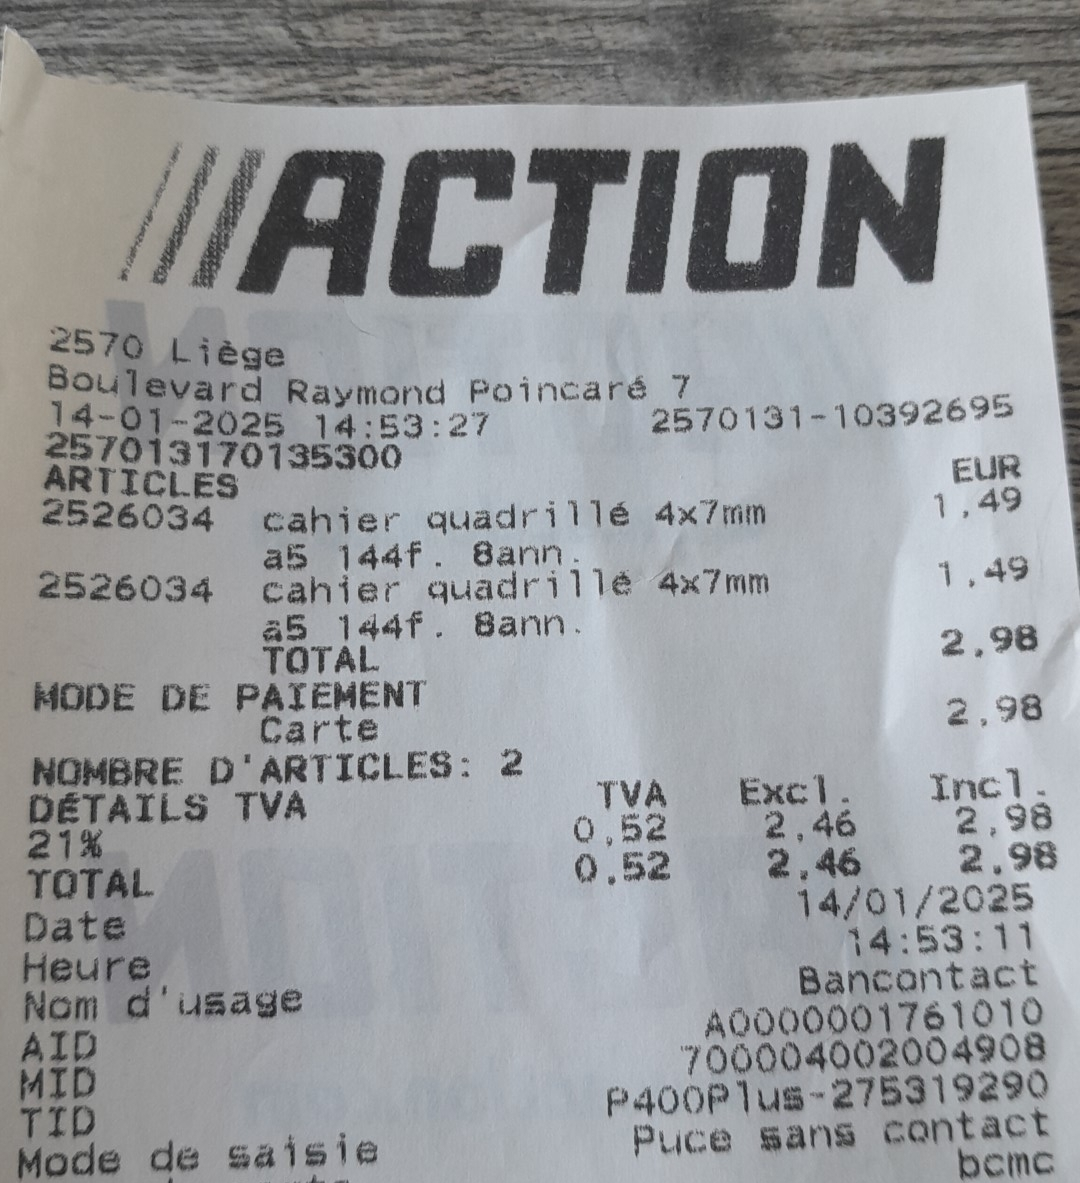 ACTION
2570 Liège
Boulevard Raymond Poincaré 7
14-01-2025 14:53:27 2570131-10392695
257013170135300
ARTICLES EUR
2526034 cahier quadrillé 4x7mm 1,49
a5 144f. 8ann.
2526034 cahier quadrillé 4x7mm 1,49
a5 144f. 8ann.
TOTAL 2,98
MODE DE PAIEMENT
Carte 2,98
NOMBRE D'ARTICLES: 2
DÉTAILS TVA TVA Excl. Incl.
21% 0,52 2,46 2,98
TOTAL 0,52 2,46 2,98
Date 14/01/2025
Heure 14:53:11
Nom d'usage Bancontact
AID A0000001761010
MID 7000040002004908
TID P400Plus-275319290
Mode de saisie Puce sans contact
bcmc